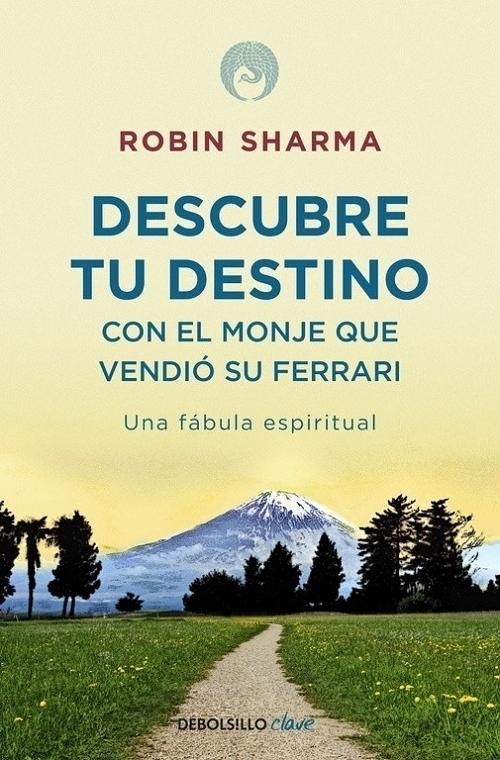 ROBIN SHARMA
DESCUBRE
TU DESTINO
CON EL MONJE QUE
VENDIÓ SU FERRARI
Una fábula espiritual
DEBOLSILLO clave